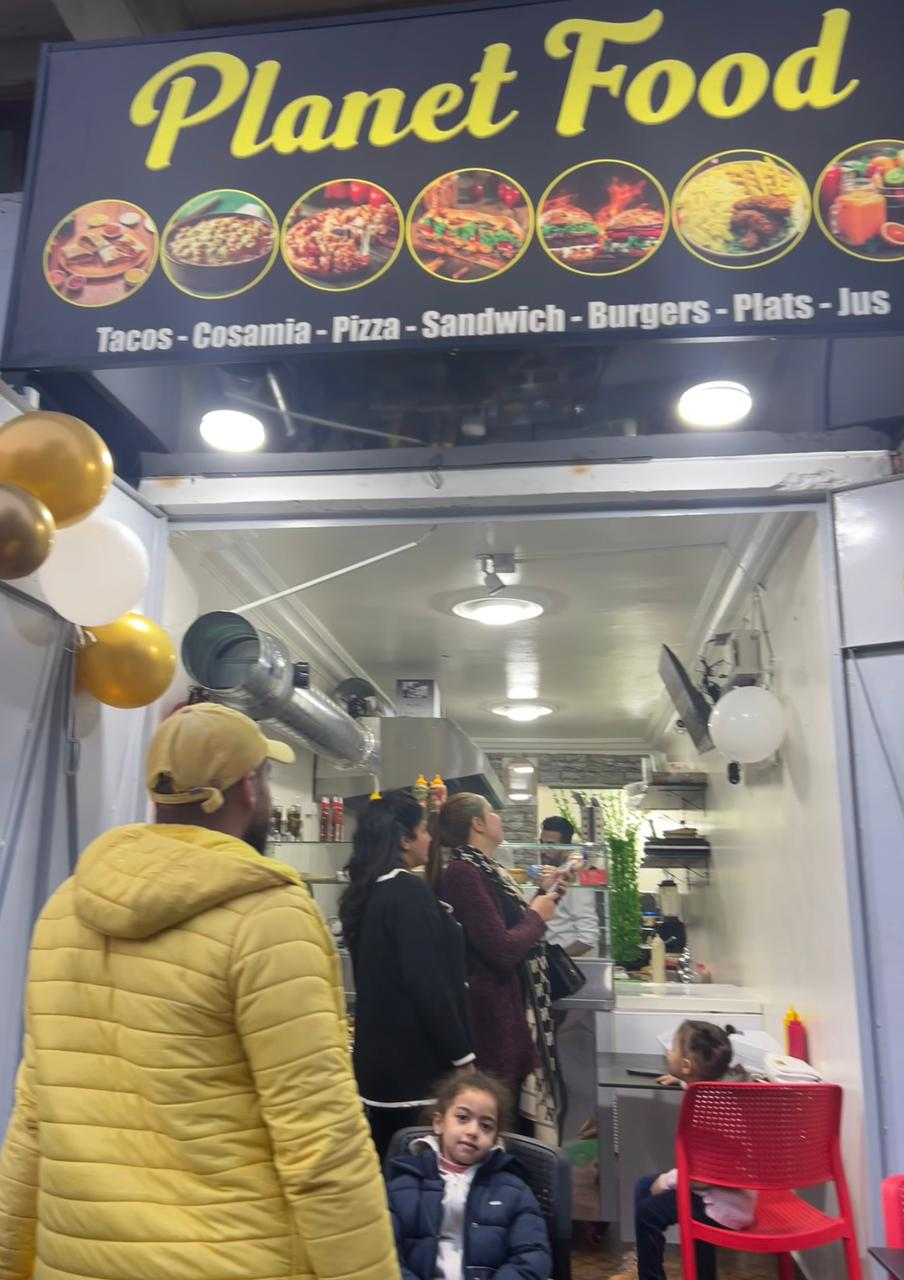 Planet Food
Tacos - Cosamia - Pizza - Sandwich - Burgers - Plats - Jus